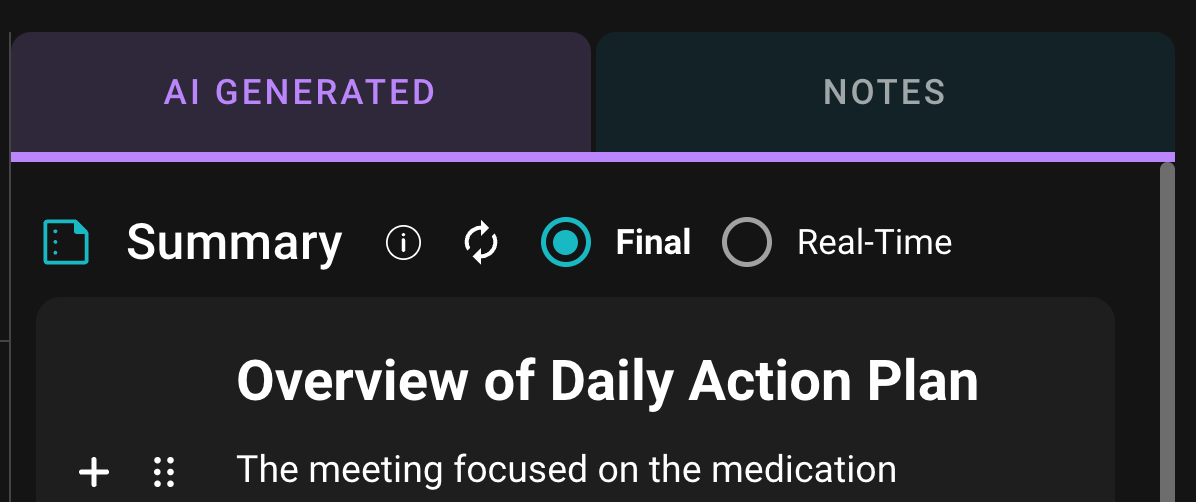 AI GENERATED
NOTES
Summary
Final
Real-Time
Overview of Daily Action Plan
The meeting focused on the medication